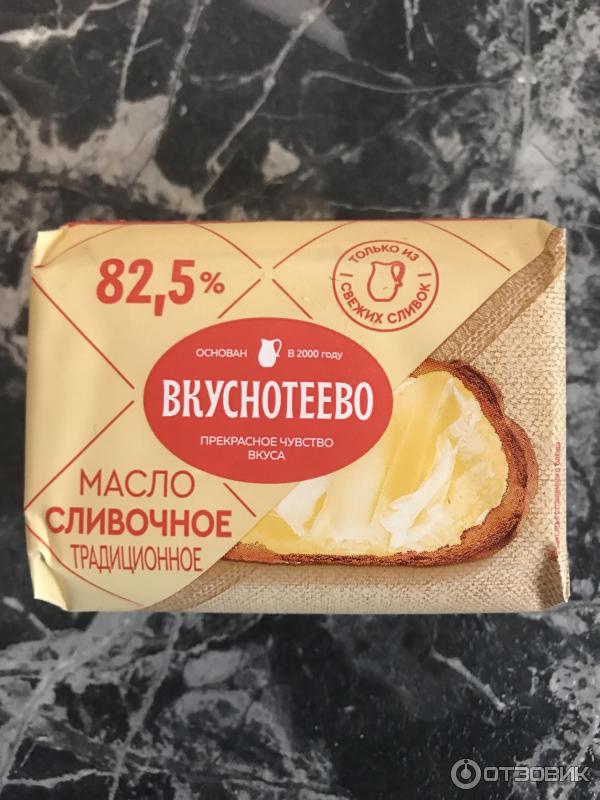 82,5%
ТОЛЬКО ИЗ
СВЕЖИХ СЛИВОК
ОСНОВАН В 2000 году
ВКУСНОТЕЕВО
ПРЕКРАСНОЕ ЧУВСТВО
ВКУСА
МАСЛО
СЛИВОЧНОЕ
ТРАДИЦИОННОЕ
ОТЗОВИК